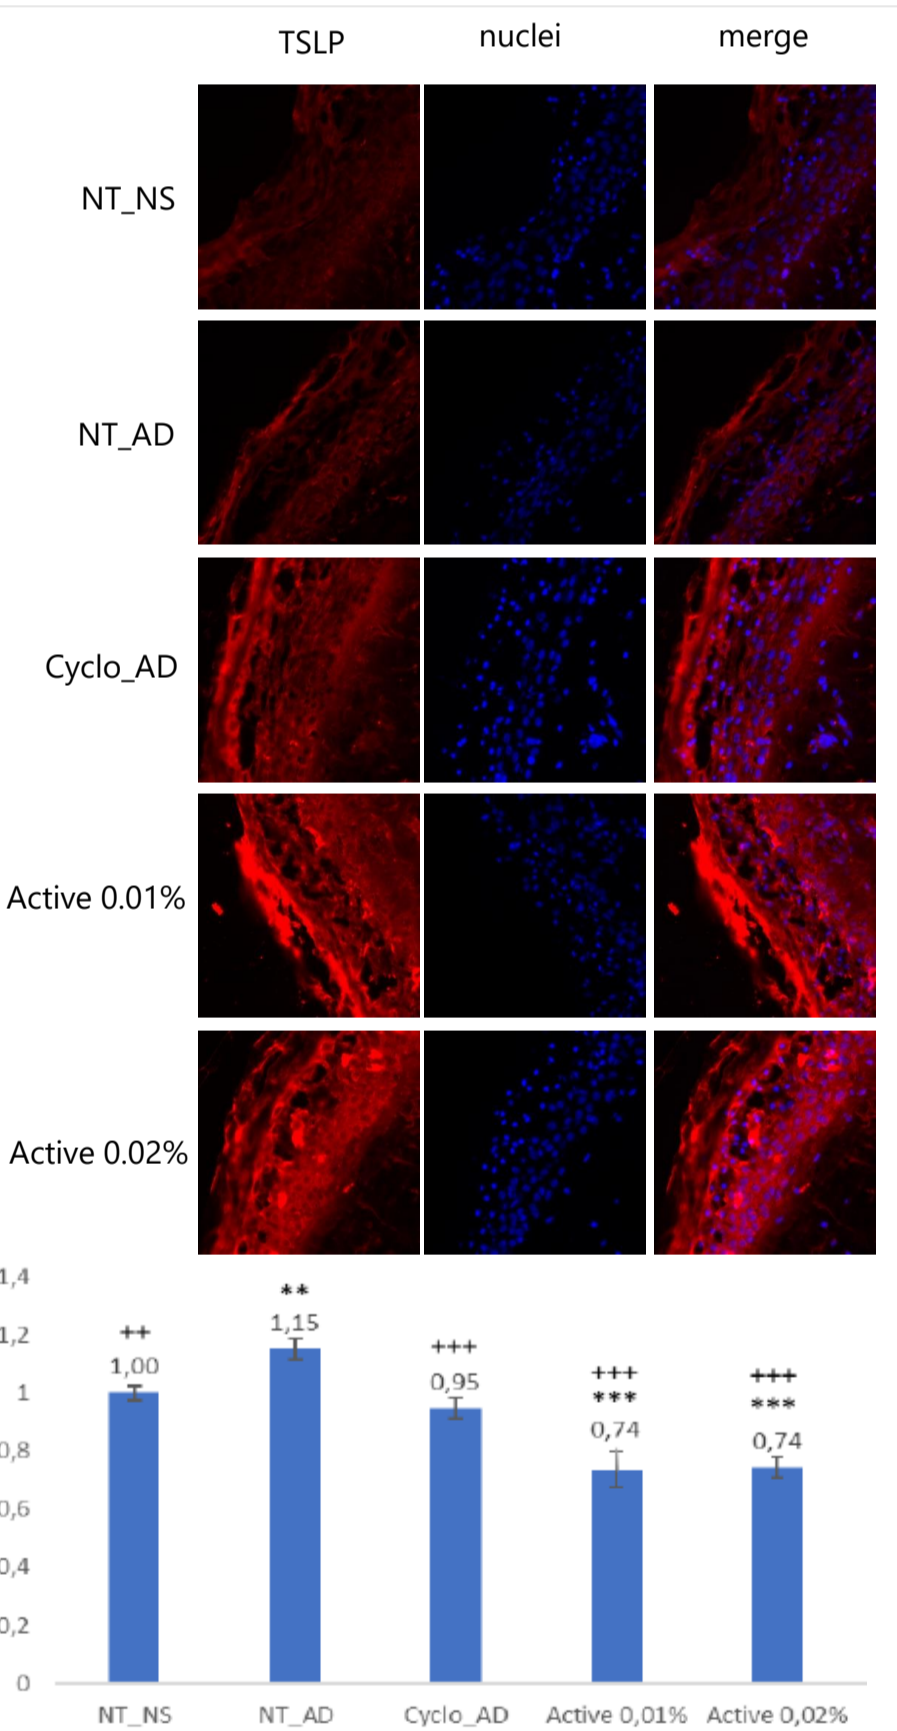 TSLP nuclei merge
NT_NS
NT_AD
Cyclo_AD
Active 0.01%
Active 0.02%
1,4
1,2
1
0,8
0,6
0,4
0,2
0
++
1,00
**
1,15
+++
0,95
+++
***
0,74
+++
***
0,74
NT_NS NT_AD Cyclo_AD Active 0,01% Active 0,02%